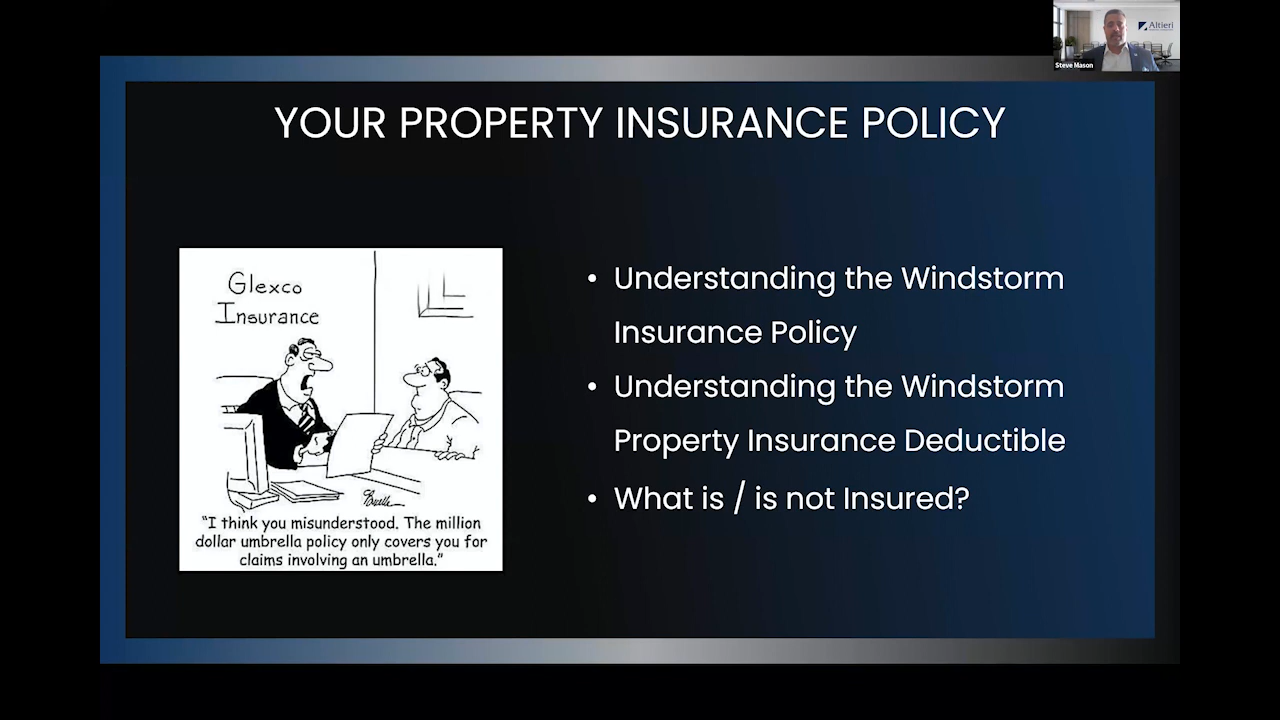 Altieri
Steve Mason
YOUR PROPERTY INSURANCE POLICY
Glexco
Insurance
"I think you misunderstood. The million
dollar umbrella policy only covers you for
claims involving an umbrella."
• Understanding the Windstorm
Insurance Policy
• Understanding the Windstorm
Property Insurance Deductible
• What is / is not Insured?